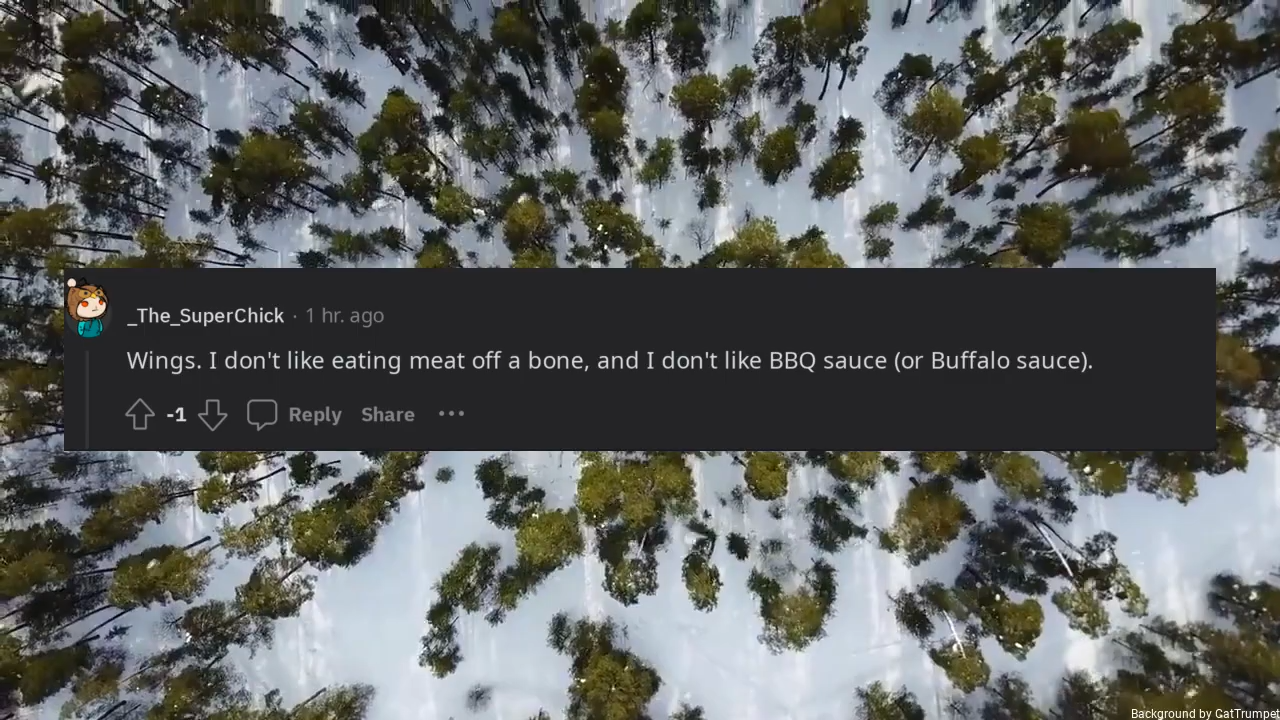 _The_SuperChick · 1 hr. ago
Wings. I don't like eating meat off a bone, and I don't like BBQ sauce (or Buffalo sauce).
-1 Reply Share ···
Background by CatTrumpet